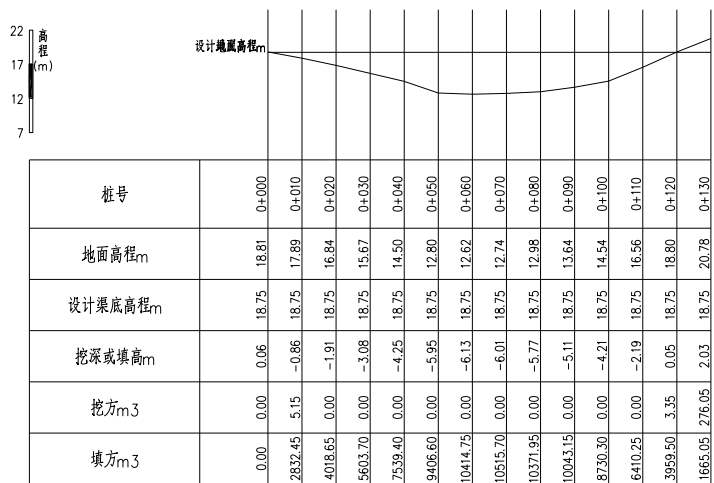 22
17
12
7
高程(m)
设计地面高程m
桩号 0+000 0+010 0+020 0+030 0+040 0+050 0+060 0+070 0+080 0+090 0+100 0+110 0+120 0+130
地面高程m 18.81 17.89 16.84 15.67 14.50 12.80 12.62 12.74 12.98 13.64 14.54 16.56 18.80 20.78
设计渠底高程m 18.75 18.75 18.75 18.75 18.75 18.75 18.75 18.75 18.75 18.75 18.75 18.75 18.75 18.75
挖深或填高m 0.06 -0.86 -1.91 -3.08 -4.25 -5.95 -6.13 -6.01 -5.77 -5.11 -4.21 -2.19 0.05 2.03
挖方m3 0.00 5.15 0.00 0.00 0.00 0.00 0.00 0.00 0.00 0.00 0.00 0.00 3.35 276.05
填方m3 0.00 2832.45 4018.65 5603.70 7539.40 9406.60 10414.75 10515.70 10371.95 10043.15 8730.30 6410.25 3959.50 1665.05